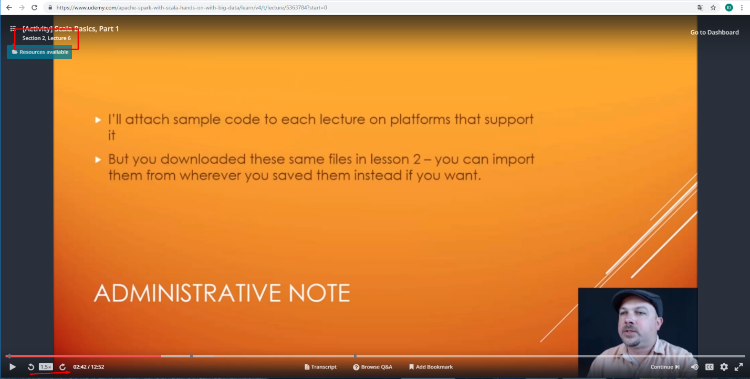 https://www.udemy.com/apache-spark-with-scala-hands-on-with-big-data/learn/v4/t/lecture/5363784?start=0
[Activity] Scala Basics, Part 1
Section 2, Lecture 6
Go to Dashboard
Resources available
I'll attach sample code to each lecture on platforms that support
it
But you downloaded these same files in lesson 2 – you can import
them from wherever you saved them instead if you want.
ADMINISTRATIVE NOTE
1.5x
02:42 / 12:52
Transcript
Browse Q&A
Add Bookmark
Continue